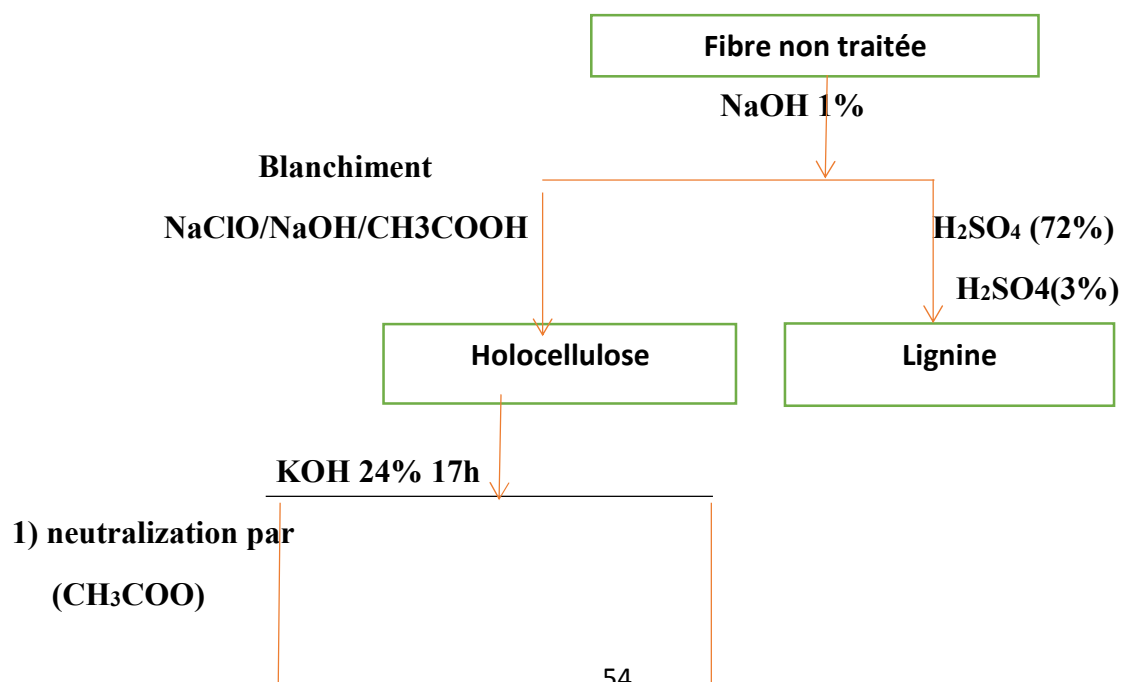 Fibre non traitée
NaOH 1%
Blanchiment
NaClO/NaOH/CH3COOH
H₂SO₄ (72%)
H₂SO4(3%)
Holocellulose
Lignine
KOH 24% 17h
1) neutralization par
(CH₃COO)
54